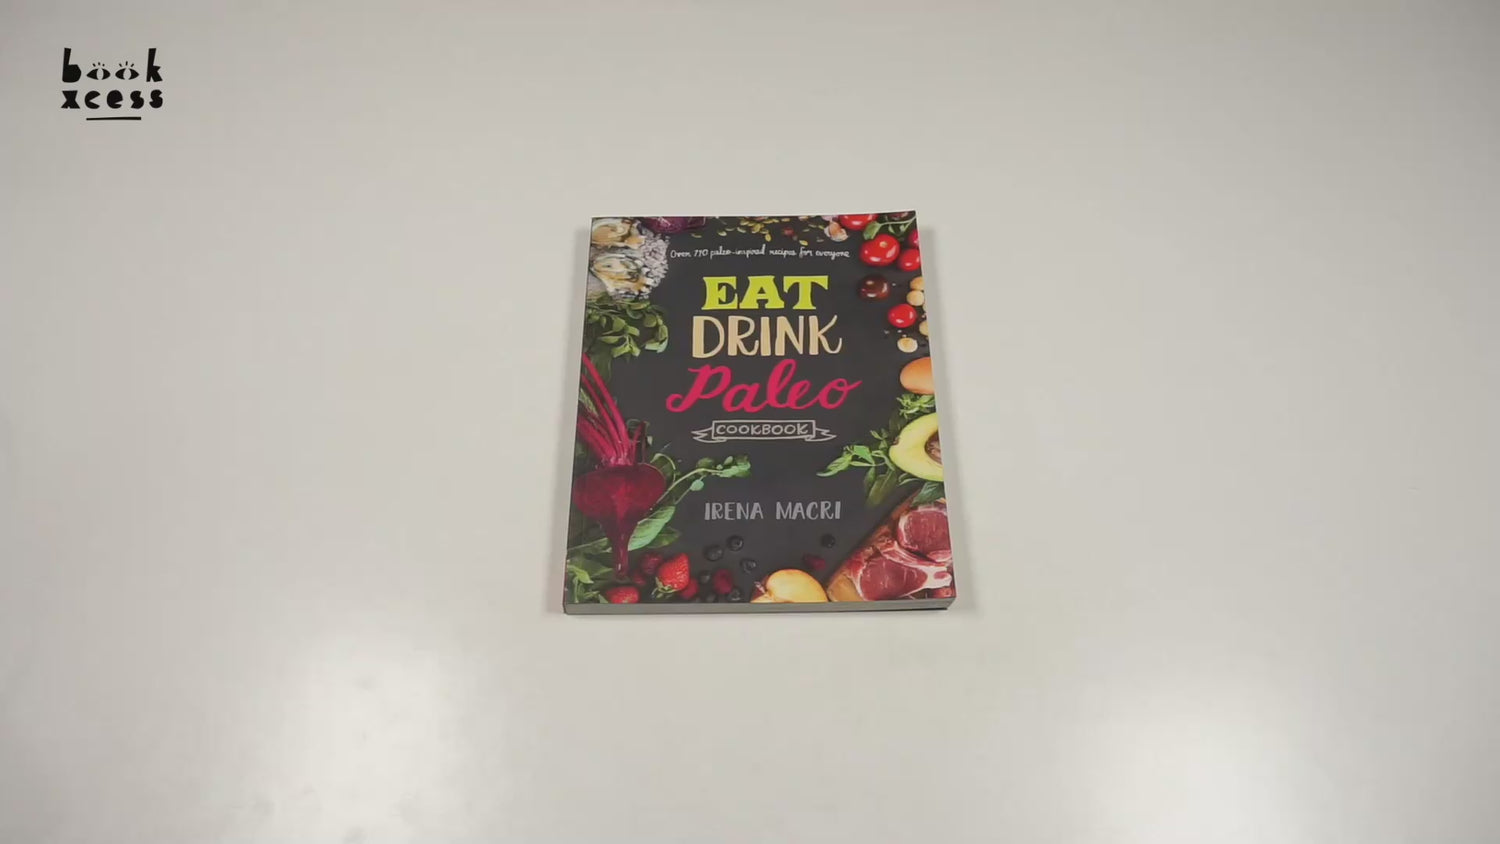 book
xcess
Over 110 paleo-inspired recipes for everyone
EAT
DRINK
Paleo
COOKBOOK
IRENA MACRI